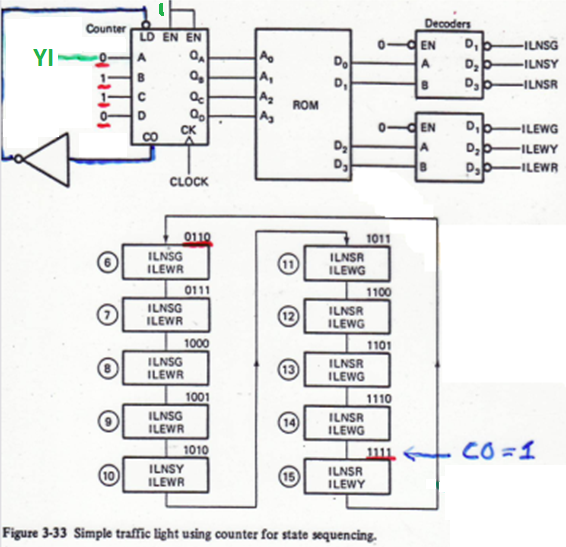 1
Counter
LD EN EN
YI 0 A QA
1 B QB
1 C QC
0 D QD
CO CK
CLOCK
A0
A1
A2
A3
ROM
D0
D1
D2
D3
Decoders
0 EN D1 ILNSG
A D2 ILNSY
B D3 ILNSR
0 EN D1 ILEWG
A D2 ILEWY
B D3 ILEWR
0110
6 ILNSG
ILEWR
0111
7 ILNSG
ILEWR
1000
8 ILNSG
ILEWR
1001
9 ILNSG
ILEWR
1010
10 ILNSY
ILEWR
1011
11 ILNSR
ILEWG
1100
12 ILNSR
ILEWG
1101
13 ILNSR
ILEWG
1110
14 ILNSR
ILEWG
1111 ← CO=1
15 ILNSR
ILEWY
Figure 3-33 Simple traffic light using counter for state sequencing.